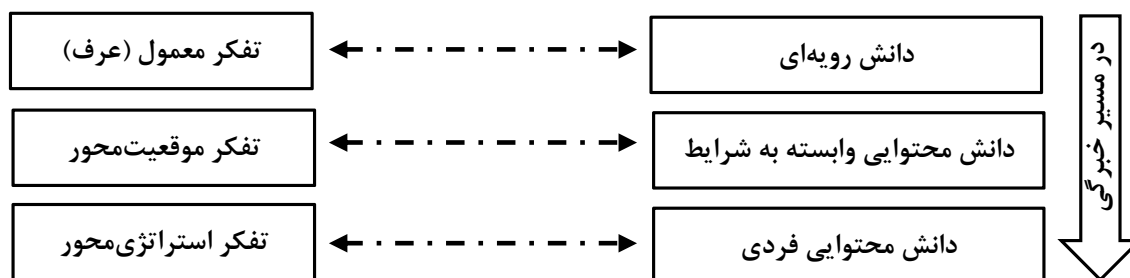 دانش رویه‌ای
تفکر معمول (عرف)
دانش محتوایی وابسته به شرایط
تفکر موقعیت‌محور
دانش محتوایی فردی
تفکر استراتژی‌محور
در مسیر خبرگی